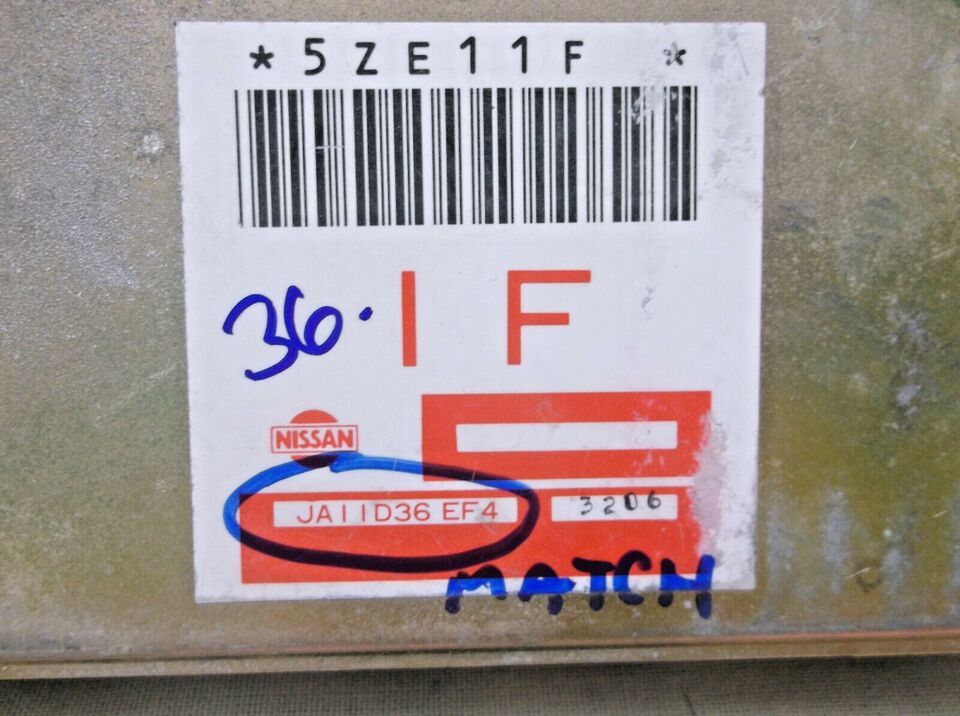 *5ZE11F *
36. IF
NISSAN
JA11D36 EF4 3206
MATCH